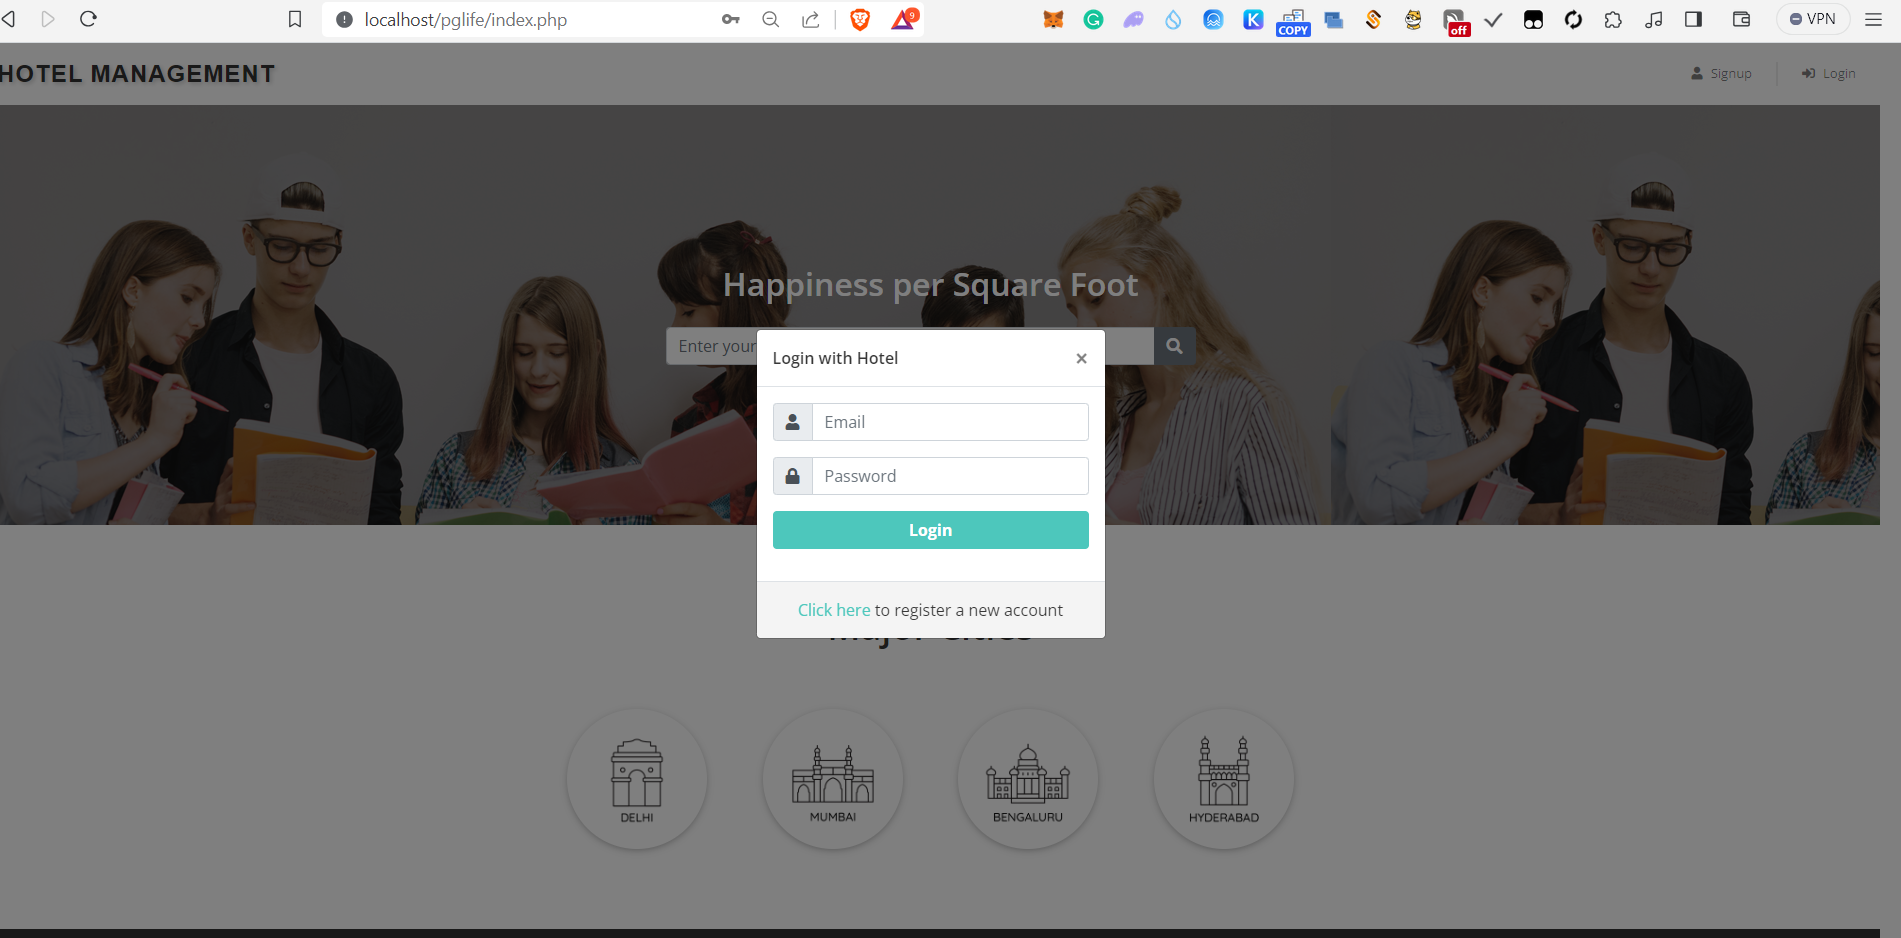 localhost/pglife/index.php
9
K
COPY
off
VPN
HOTEL MANAGEMENT
Signup
Login
Happiness per Square Foot
Enter your
Login with Hotel
×
Email
Password
Login
Click here to register a new account
Major Cities
DELHI
MUMBAI
BENGALURU
HYDERABAD